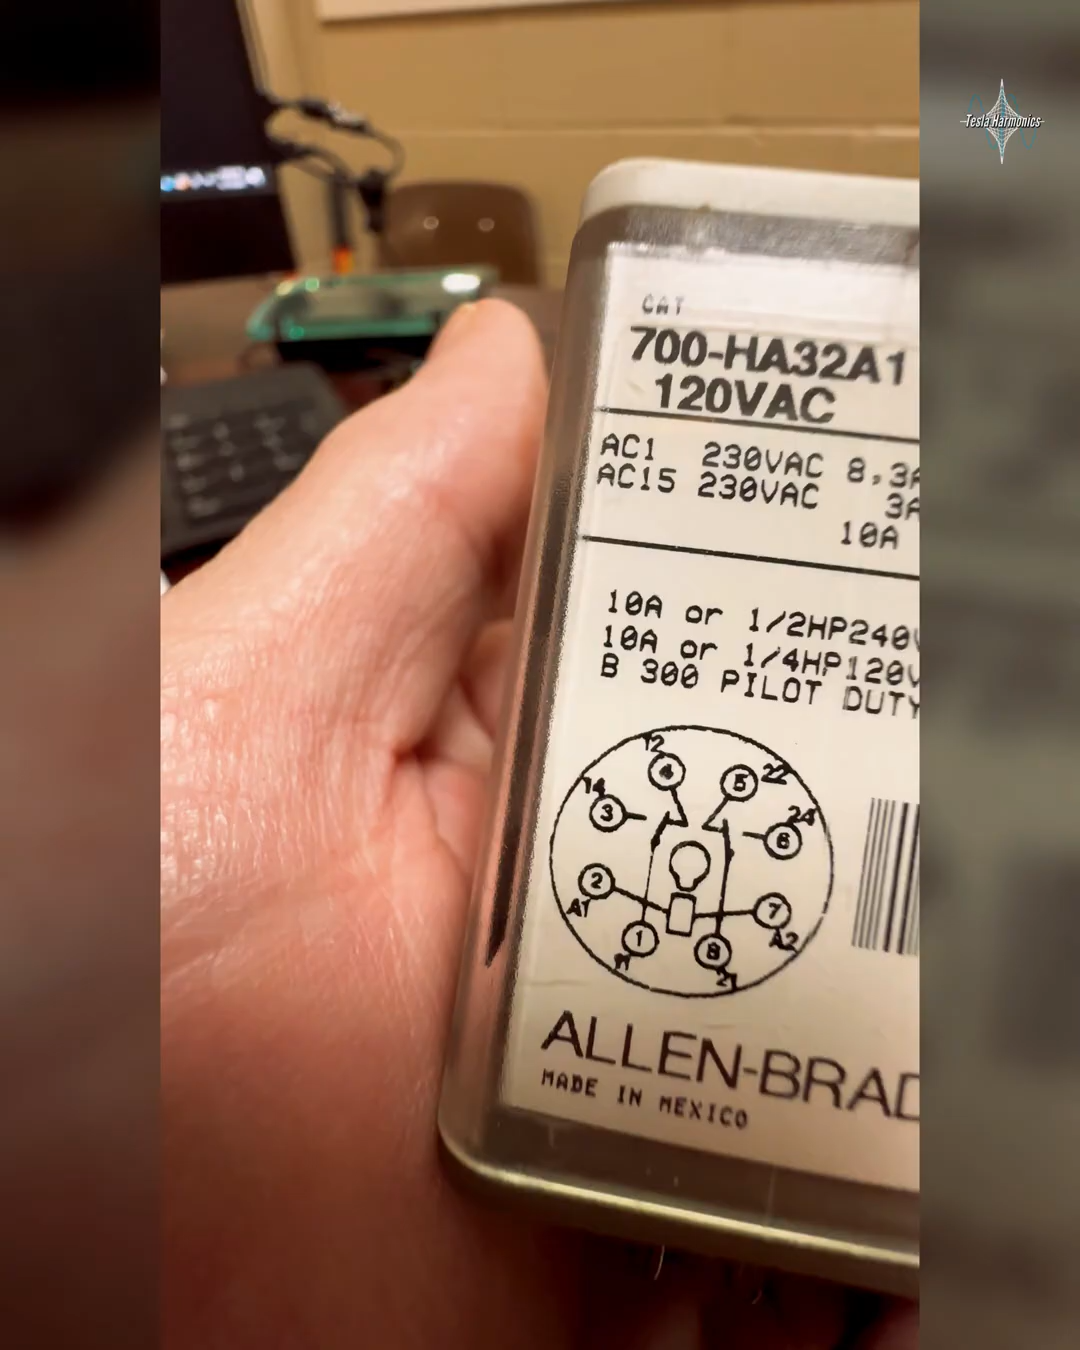 Tesla Harmonics
CAT
700-HA32A1
120VAC
AC1 230VAC 8,3A
AC15 230VAC 3A
10A
10A or 1/2HP240V
10A or 1/4HP120V
B 300 PILOT DUTY
12
4
5
22
14
3
24
6
2
A1
7
A2
1
11
8
21
ALLEN-BRAD
MADE IN MEXICO